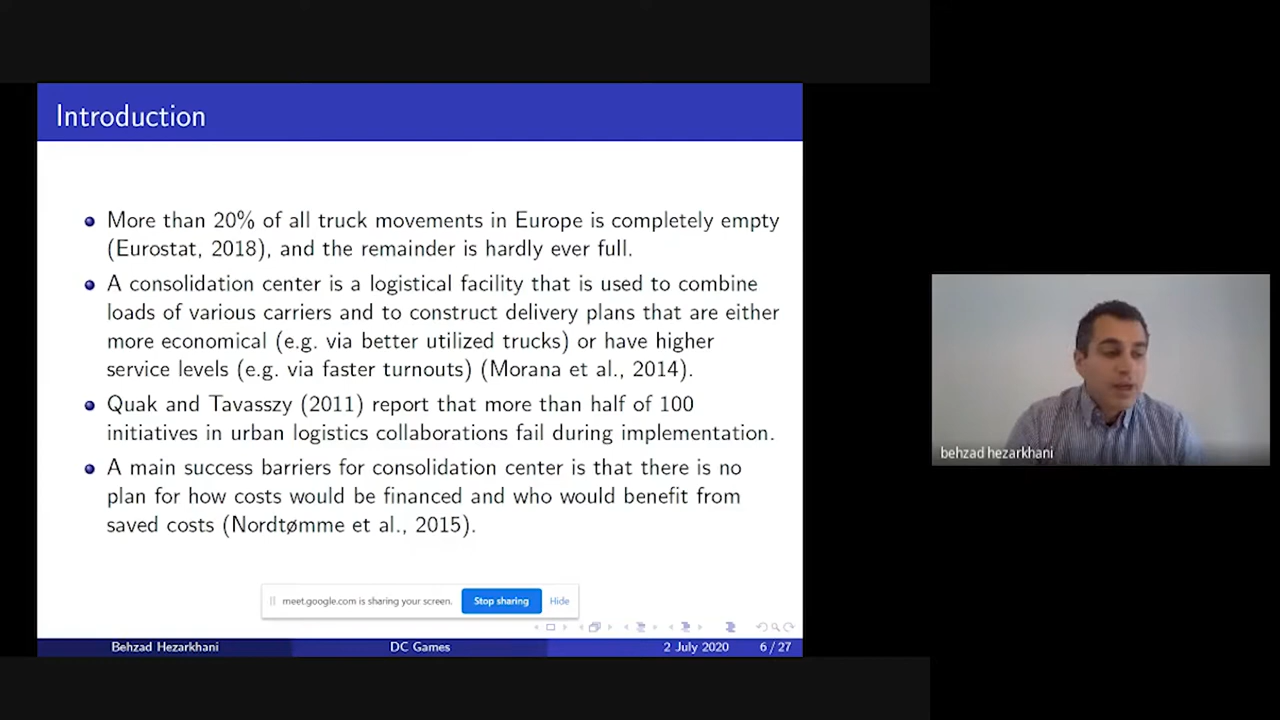 Introduction
More than 20% of all truck movements in Europe is completely empty
(Eurostat, 2018), and the remainder is hardly ever full.
A consolidation center is a logistical facility that is used to combine
loads of various carriers and to construct delivery plans that are either
more economical (e.g. via better utilized trucks) or have higher
service levels (e.g. via faster turnouts) (Morana et al., 2014).
Quak and Tavasszy (2011) report that more than half of 100
initiatives in urban logistics collaborations fail during implementation.
A main success barriers for consolidation center is that there is no
plan for how costs would be financed and who would benefit from
saved costs (Nordtømme et al., 2015).
meet.google.com is sharing your screen. Stop sharing Hide
Behzad Hezarkhani DC Games 2 July 2020 6 / 27
behzad hezarkhani